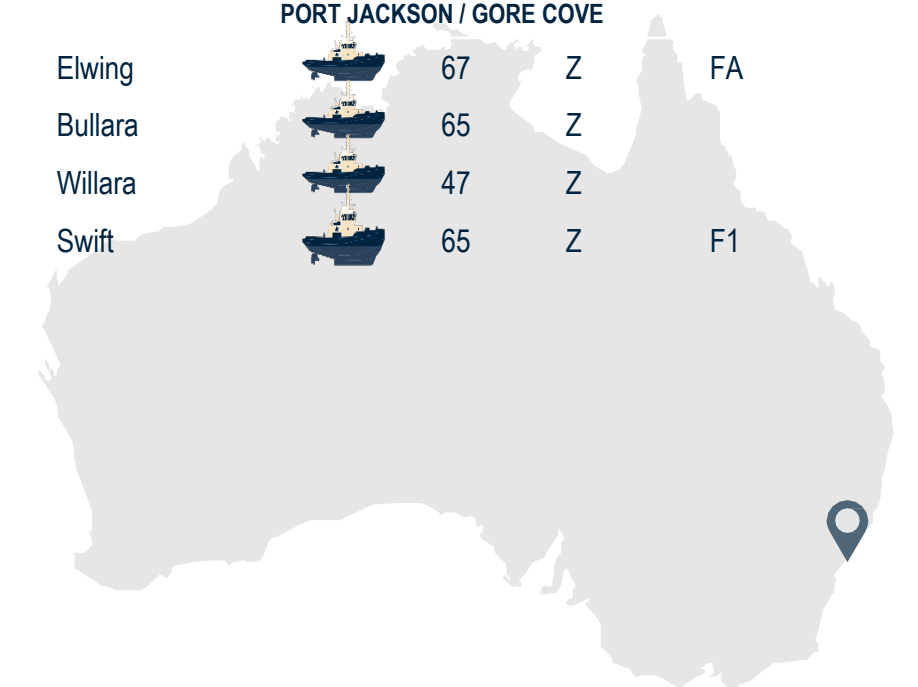 PORT JACKSON / GORE COVE
Elwing 67 Z FA
Bullara 65 Z
Willara 47 Z
Swift 65 Z F1